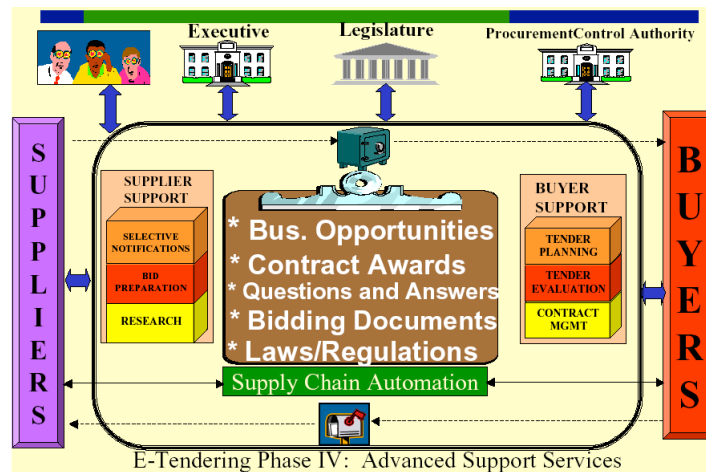 Executive
Legislature
ProcurementControl Authority
SUPPLIERS
SUPPLIER
SUPPORT
SELECTIVE
NOTIFICATIONS
BID
PREPARATION
RESEARCH
* Bus. Opportunities
* Contract Awards
* Questions and Answers
* Bidding Documents
* Laws/Regulations
Supply Chain Automation
BUYER
SUPPORT
TENDER
PLANNING
TENDER
EVALUATION
CONTRACT
MGMT
BUYERS
E-Tendering Phase IV: Advanced Support Services